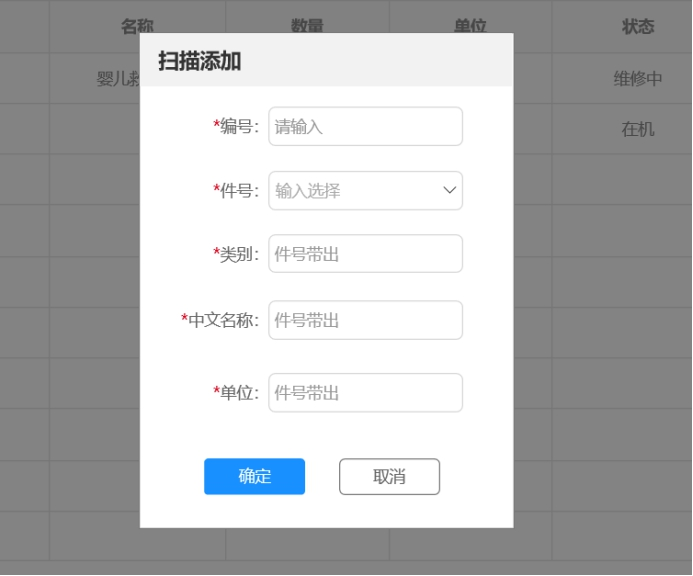 名称 数量 单位 状态
扫描添加
婴儿 维修中
*编号： 请输入
在机
*件号： 输入选择
*类别： 件号带出
*中文名称： 件号带出
*单位： 件号带出
确定 取消